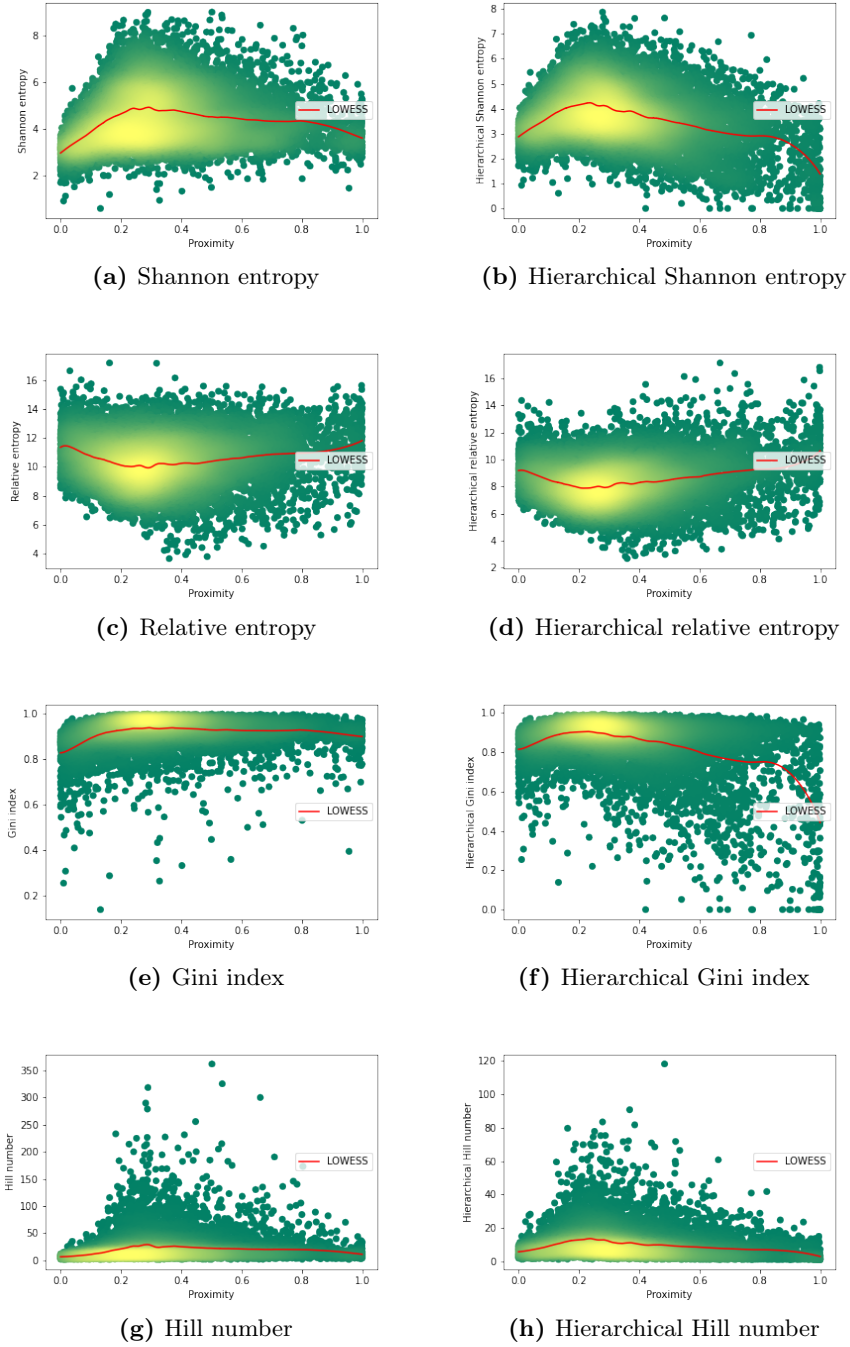 8
6
4
2
Shannon entropy
LOWESS
0.0 0.2 0.4 0.6 0.8 1.0
Proximity
(a) Shannon entropy
8
7
6
5
4
3
2
1
0
Hierarchical Shannon entropy
LOWESS
0.0 0.2 0.4 0.6 0.8 1.0
Proximity
(b) Hierarchical Shannon entropy
16
14
12
10
8
6
4
Relative entropy
LOWESS
0.0 0.2 0.4 0.6 0.8 1.0
Proximity
(c) Relative entropy
16
14
12
10
8
6
4
2
Hierarchical relative entropy
LOWESS
0.0 0.2 0.4 0.6 0.8 1.0
Proximity
(d) Hierarchical relative entropy
1.0
0.8
0.6
0.4
0.2
Gini index
LOWESS
0.0 0.2 0.4 0.6 0.8 1.0
Proximity
(e) Gini index
1.0
0.8
0.6
0.4
0.2
0.0
Hierarchical Gini index
LOWESS
0.0 0.2 0.4 0.6 0.8 1.0
Proximity
(f) Hierarchical Gini index
350
300
250
200
150
100
50
0
Hill number
LOWESS
0.0 0.2 0.4 0.6 0.8 1.0
Proximity
(g) Hill number
120
100
80
60
40
20
0
Hierarchical Hill number
LOWESS
0.0 0.2 0.4 0.6 0.8 1.0
Proximity
(h) Hierarchical Hill number